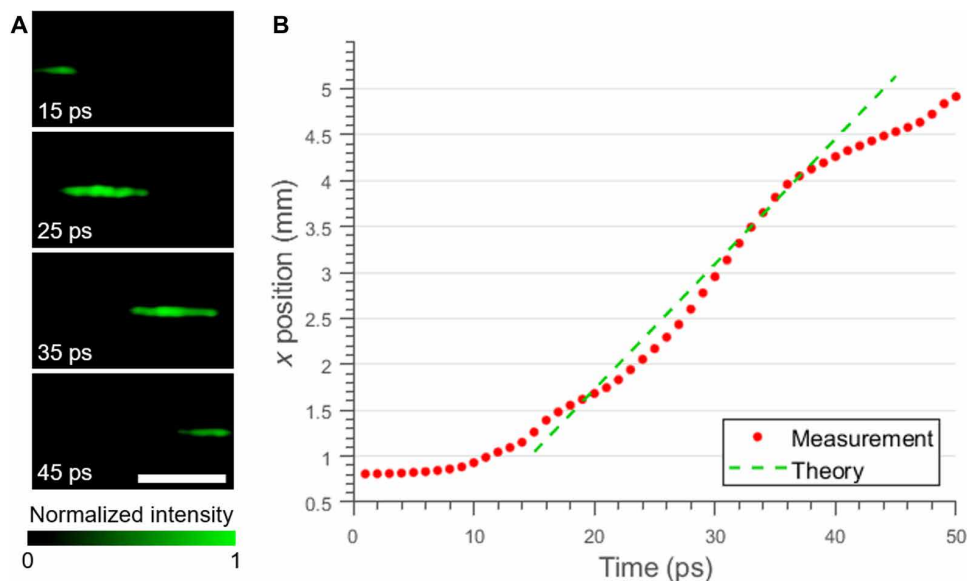 A
15 ps
25 ps
35 ps
45 ps
Normalized intensity
0 1
B
5
4.5
4
3.5
3
2.5
2
1.5
1
0.5
x position (mm)
0 10 20 30 40 50
Time (ps)
Measurement
Theory